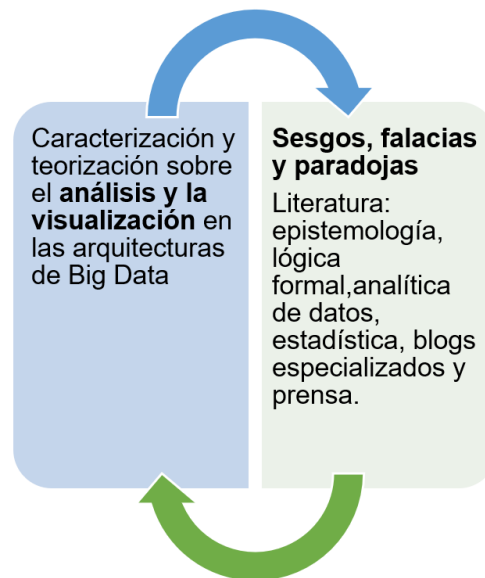 Caracterización y
teorización sobre
el análisis y la
visualización en
las arquitecturas
de Big Data
Sesgos, falacias
y paradojas
Literatura:
epistemología,
lógica
formal,analítica
de datos,
estadística, blogs
especializados y
prensa.